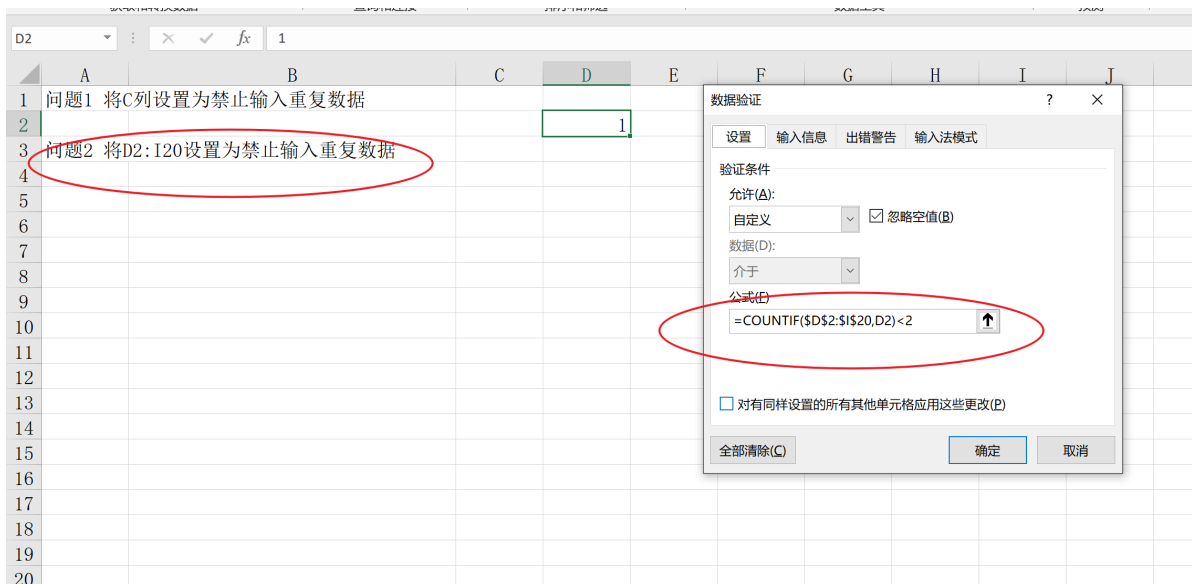 D2
fx
1
A B C D E F G H I J
1 问题1 将C列设置为禁止输入重复数据
2 1
3 问题2 将D2:I20设置为禁止输入重复数据
4
5
6
7
8
9
10
11
12
13
14
15
16
17
18
19
20
数据验证
?
设置 输入信息 出错警告 输入法模式
验证条件
允许(A):
自定义
忽略空值(B)
数据(D):
介于
公式(F)
=COUNTIF($D$2:$I$20,D2)<2
对有同样设置的所有其他单元格应用这些更改(P)
全部清除(C) 确定 取消